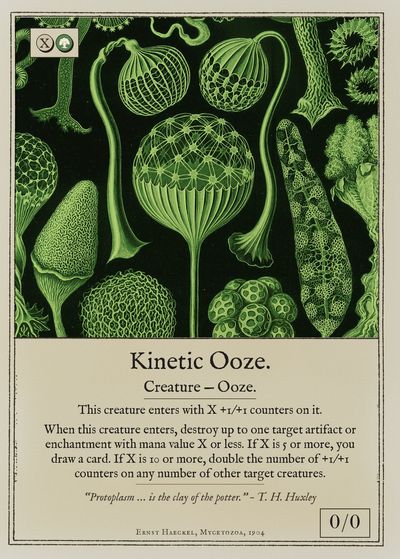 X
Kinetic Ooze.
Creature – Ooze.
This creature enters with X +1/+1 counters on it.
When this creature enters, destroy up to one target artifact or
enchantment with mana value X or less. If X is 5 or more, you
draw a card. If X is 10 or more, double the number of +1/+1
counters on any number of other target creatures.
“Protoplasm ... is the clay of the potter.” – T. H. Huxley
0/0
Ernst Haeckel, Mycetozoa, 1904